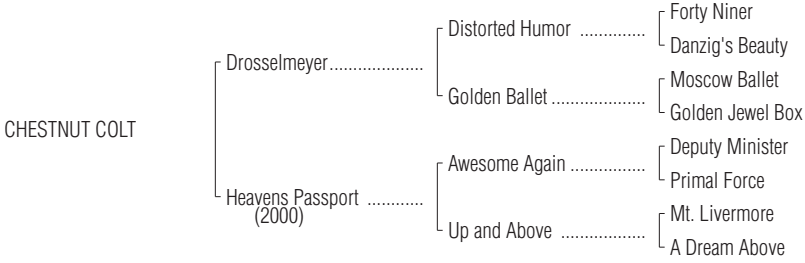 Forty Niner
Distorted Humor ..............
Danzig's Beauty
Drosselmeyer....................
Moscow Ballet
Golden Ballet ....................
Golden Jewel Box
CHESTNUT COLT
Deputy Minister
Awesome Again ................
Primal Force
Heavens Passport ............
(2000)
Mt. Livermore
Up and Above ..................
A Dream Above